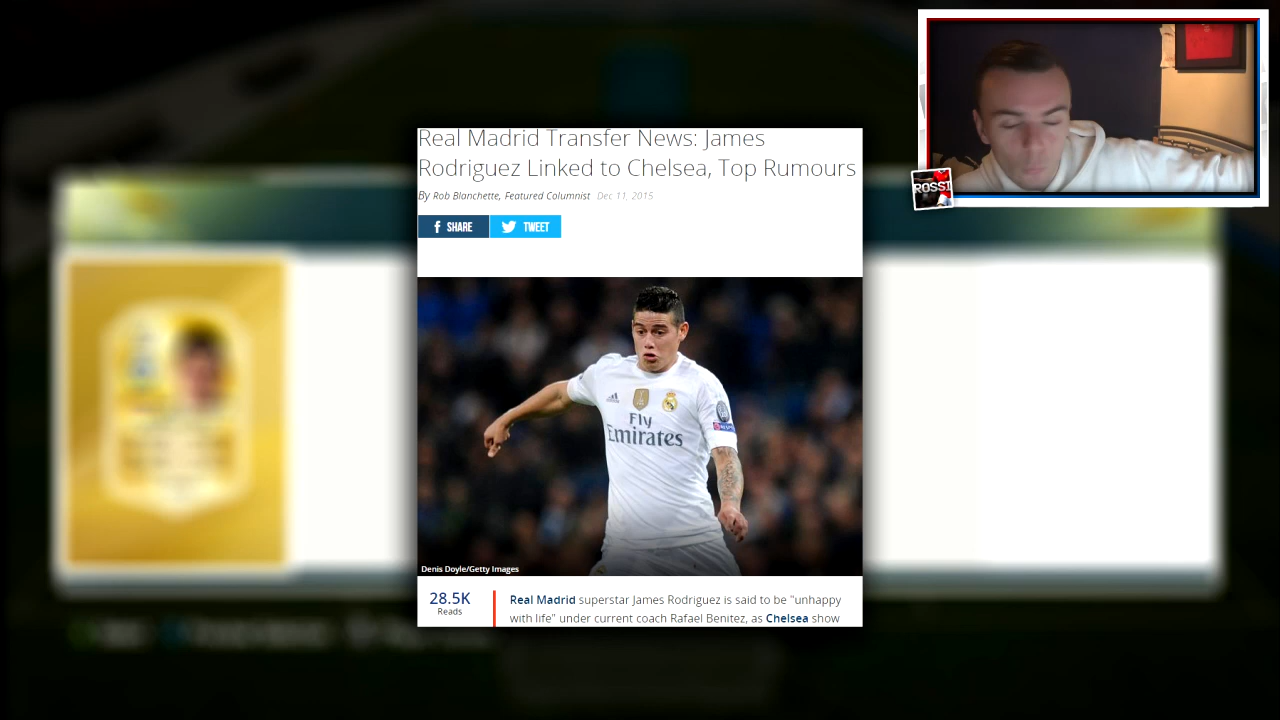 Real Madrid Transfer News: James
Rodriguez Linked to Chelsea, Top Rumours
By Rob Blanchette, Featured Columnist Dec 11, 2015
SHARE
TWEET
Fly
Emirates
Denis Doyle/Getty Images
28.5K
Reads
Real Madrid superstar James Rodriguez is said to be "unhappy
with life" under current coach Rafael Benitez, as Chelsea show
ROSSI